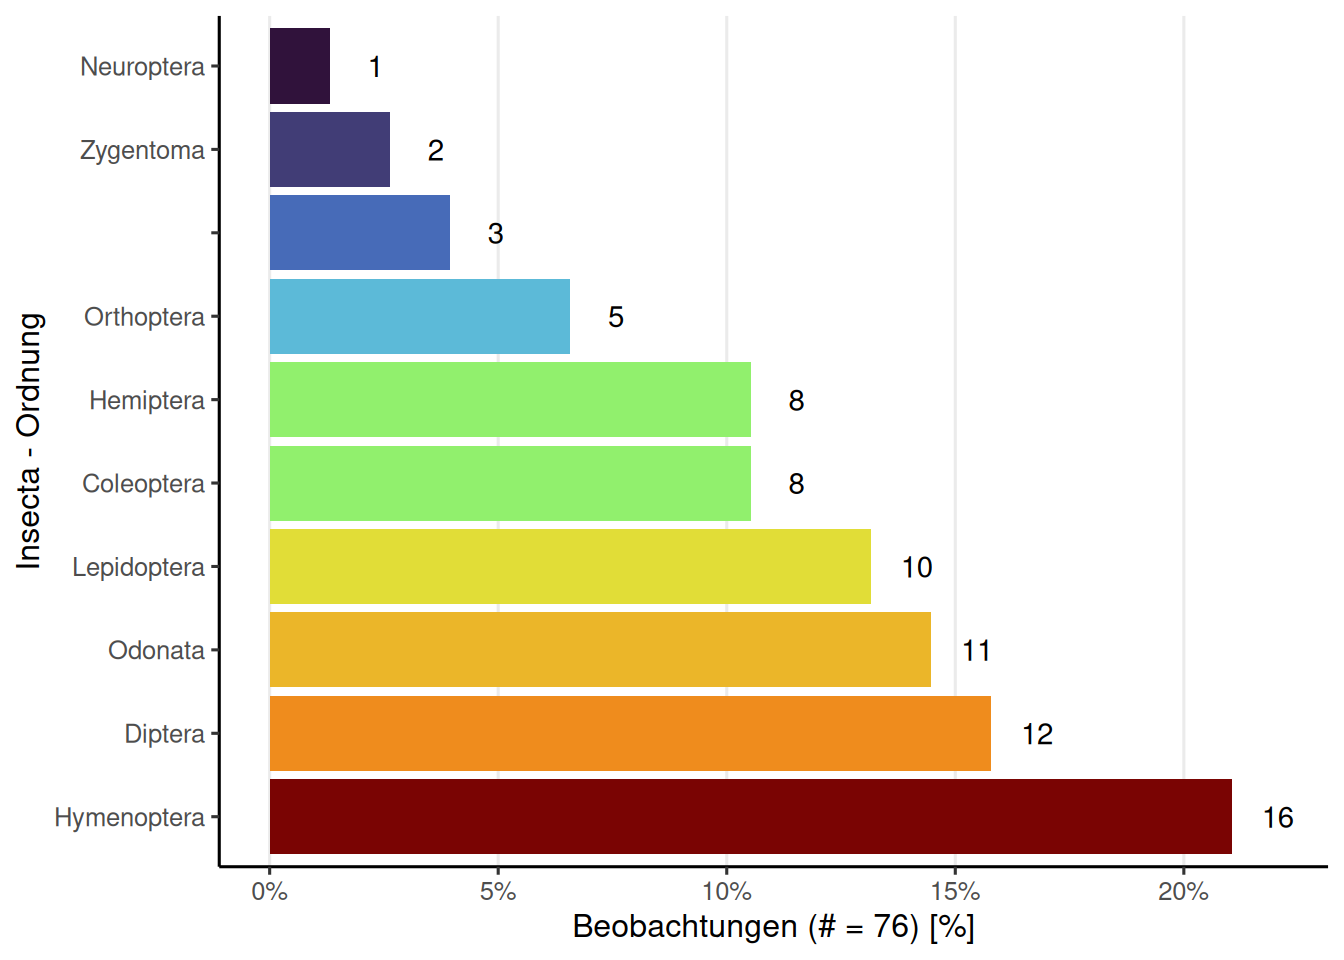 Neuroptera
1
Zygentoma
2
3
Orthoptera
5
Hemiptera
8
Coleoptera
8
Lepidoptera
10
Odonata
11
Diptera
12
Hymenoptera
16
Insecta - Ordnung
0% 5% 10% 15% 20%
Beobachtungen (# = 76) [%]